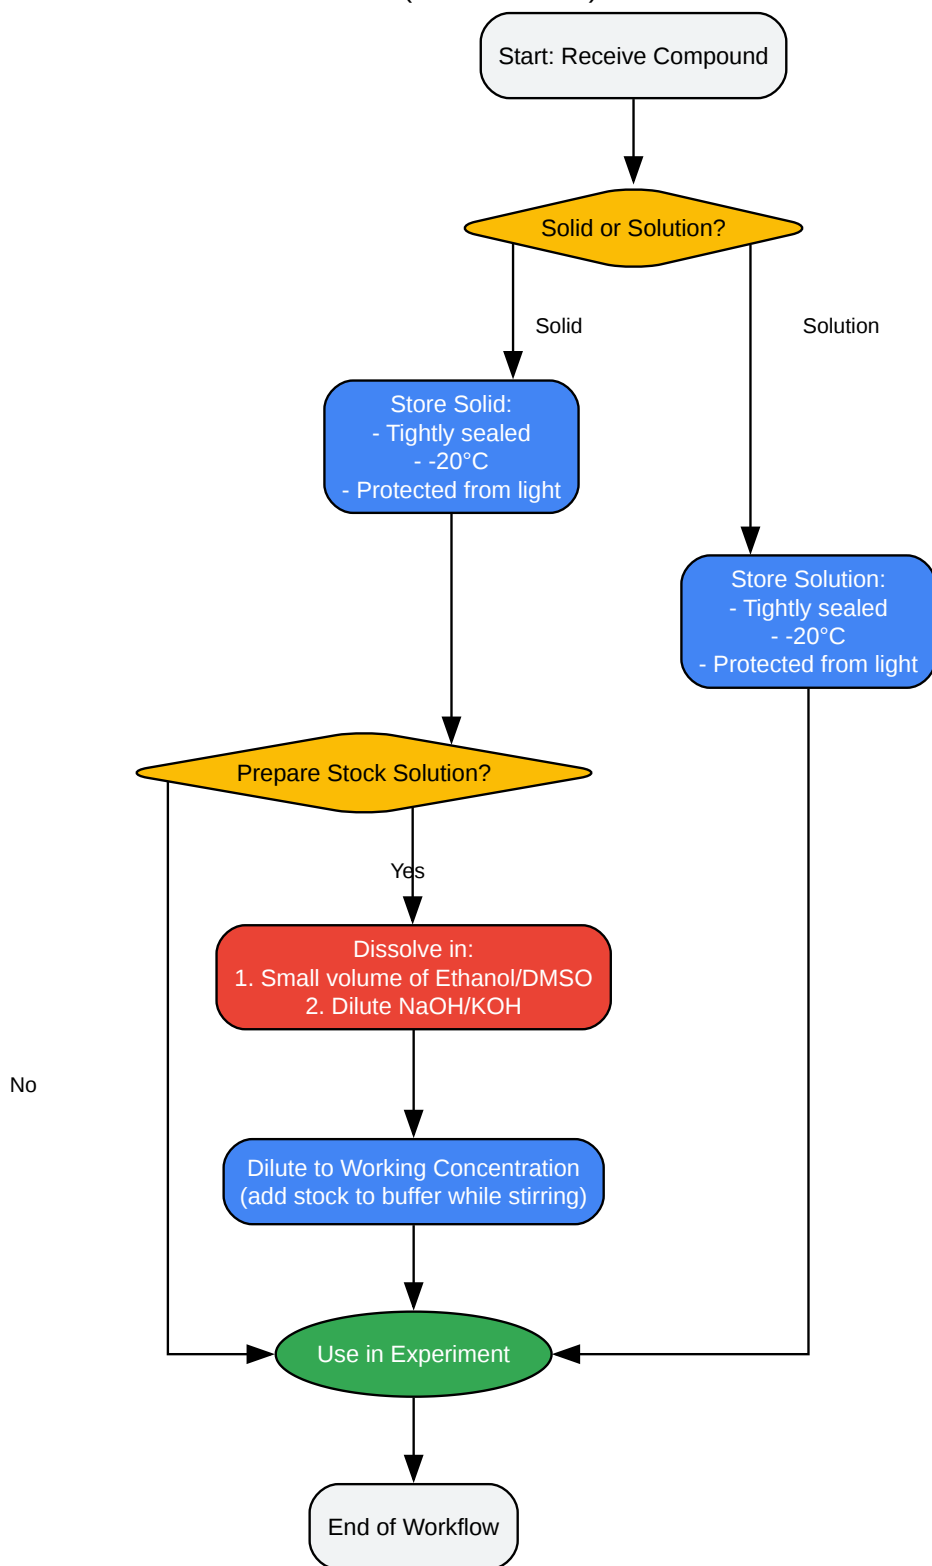 Start: Receive Compound
Solid or Solution?
Solid
Solution
Store Solid:
- Tightly sealed
- -20°C
- Protected from light
Store Solution:
- Tightly sealed
- -20°C
- Protected from light
Prepare Stock Solution?
Yes
Dissolve in:
1. Small volume of Ethanol/DMSO
2. Dilute NaOH/KOH
No
Dilute to Working Concentration
(add stock to buffer while stirring)
Use in Experiment
End of Workflow